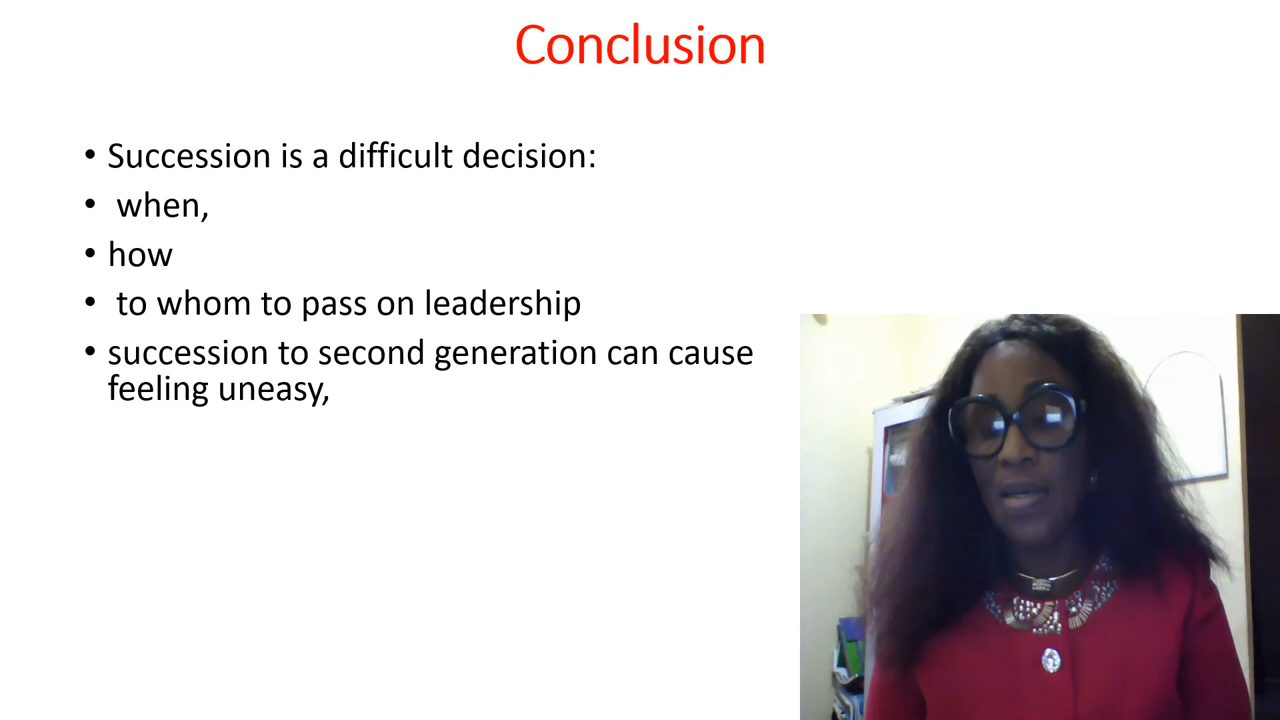 Conclusion
• Succession is a difficult decision:
• when,
• how
• to whom to pass on leadership
• succession to second generation can cause
feeling uneasy,